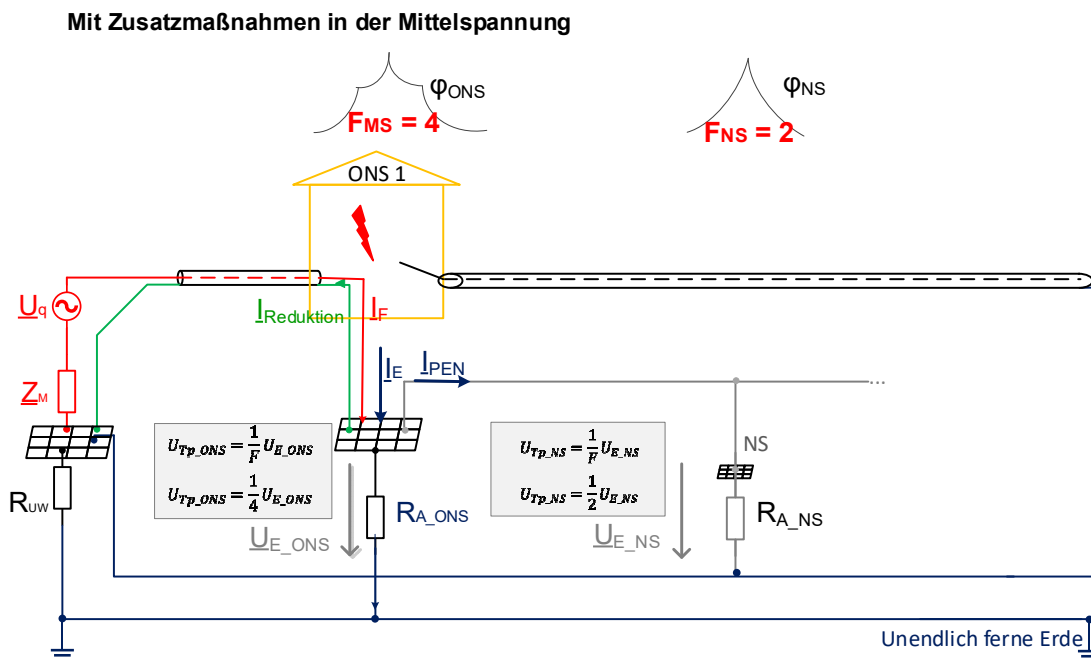 Mit Zusatzmaßnahmen in der Mittelspannung
φONS
FMS = 4
φNS
FNS = 2
ONS 1
Uq
IReduktion
IF
IE
IPEN
ZM
...
UTp_ONS = 1/F UE_ONS
UTp_ONS = 1/4 UE_ONS
UTp_NS = 1/F UE_NS
UTp_NS = 1/2 UE_NS
NS
RUW
RA_ONS
RA_NS
UE_ONS
UE_NS
Unendlich ferne Erde